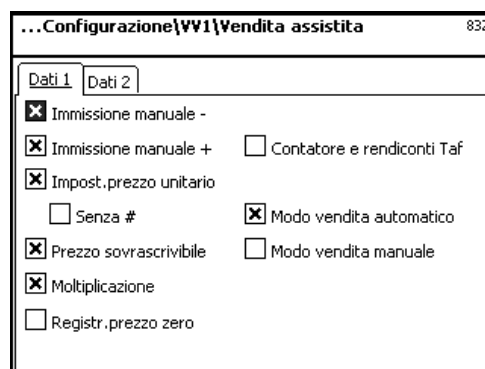 ...Configurazione\VV1\Vendita assistita 832
Dati 1 Dati 2
Immissione manuale -
Immissione manuale + Contatore e rendiconti Taf
Impost.prezzo unitario
Senza # Modo vendita automatico
Prezzo sovrascrivibile Modo vendita manuale
Moltiplicazione
Registr.prezzo zero